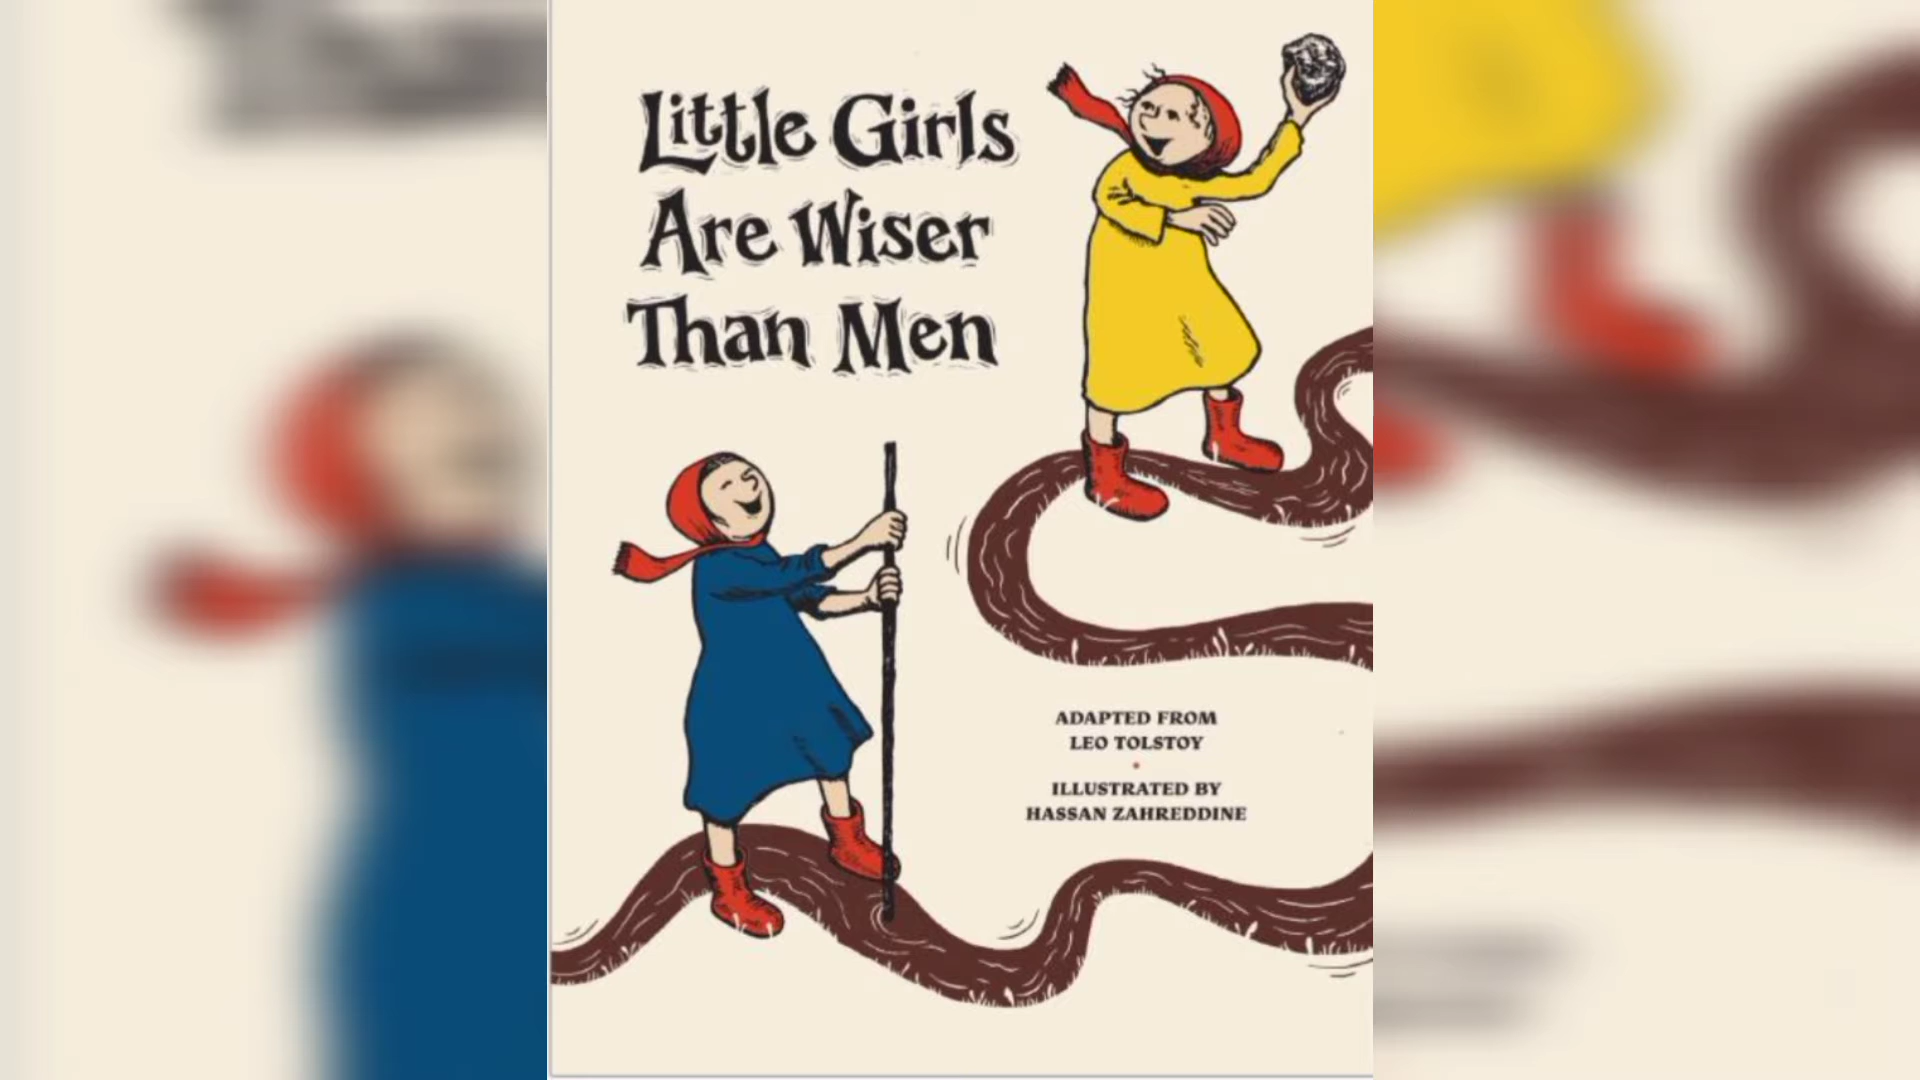 Little Girls
Are Wiser
Than Men
ADAPTED FROM
LEO TOLSTOY
ILLUSTRATED BY
HASSAN ZAHREDDINE